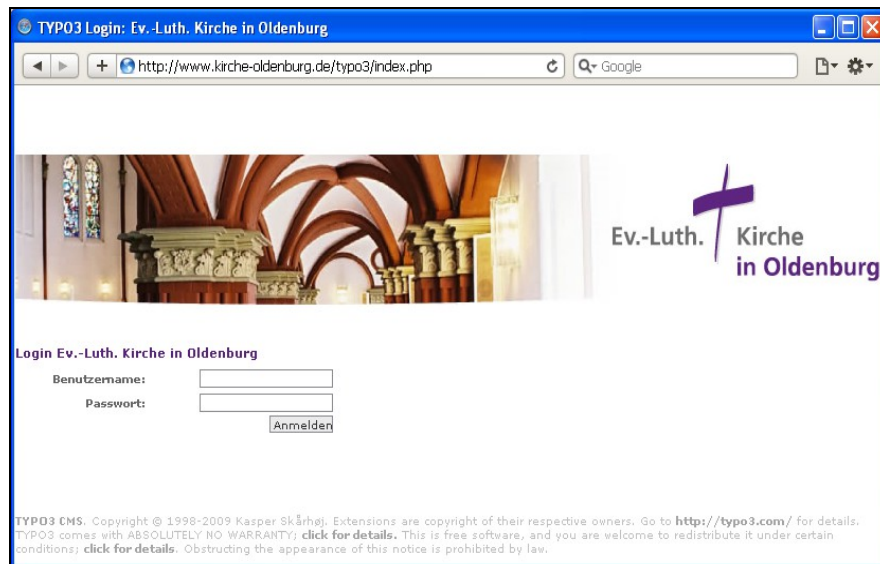 TYPO3 Login: Ev.-Luth. Kirche in Oldenburg
http://www.kirche-oldenburg.de/typo3/index.php
Google
Ev.-Luth. Kirche
in Oldenburg
Login Ev.-Luth. Kirche in Oldenburg
Benutzername:
Passwort:
Anmelden
TYPO3 CMS. Copyright © 1998-2009 Kasper Skårhøj. Extensions are copyright of their respective owners. Go to http://typo3.com/ for details.
TYPO3 comes with ABSOLUTELY NO WARRANTY; click for details. This is free software, and you are welcome to redistribute it under certain
conditions; click for details. Obstructing the appearance of this notice is prohibited by law.